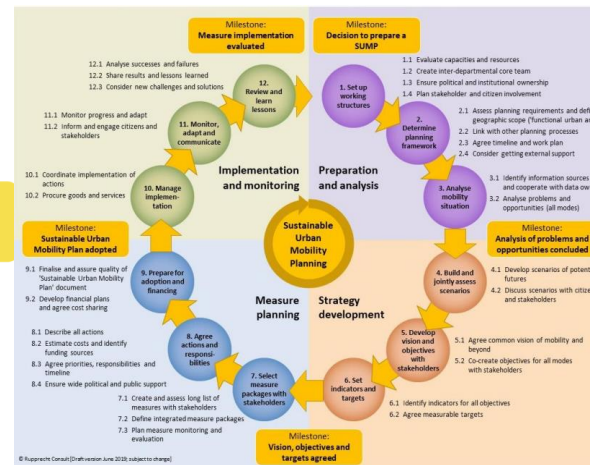 Milestone:
Measure implementation
evaluated
Milestone:
Decision to prepare a
SUMP
12.1 Analyse successes and failures
12.2 Share results and lessons learned
12.3 Consider new challenges and solutions
12.
Review and
learn
lessons
1. Set up
working
structures
1.1 Evaluate capacities and resources
1.2 Create inter-departmental core team
1.3 Ensure political and institutional ownership
1.4 Plan stakeholder and citizen involvement
11.1 Monitor progress and adapt
11.2 Inform and engage citizens and
stakeholders
11. Monitor,
adapt and
communicate
2.
Determine
planning
framework
2.1 Assess planning requirements and
geographic scope ('functional urban
2.2 Link with other planning processes
2.3 Agree timeline and work plan
2.4 Consider getting external support
10.1 Coordinate implementation of
actions
10.2 Procure goods and services
10. Manage
implemen-
tation
Implementation
and monitoring
Preparation
and analysis
3. Analyse
mobility
situation
3.1 Identify information sources
and cooperate with data
3.2 Analyse problems and
opportunities (all modes)
Sustainable
Urban
Mobility
Planning
Milestone:
Sustainable Urban
Mobility Plan adopted
Milestone:
Analysis of problems and
opportunities concluded
9.1 Finalise and assure quality of
'Sustainable Urban Mobility
Plan' document
9.2 Develop financial plans
and agree cost sharing
9. Prepare for
adoption and
financing
Measure
planning
Strategy
development
4. Build and
jointly assess
scenarios
4.1 Develop scenarios of
futures
4.2 Discuss scenarios with
and stakeholders
8.1 Describe all actions
8.2 Estimate costs and identify
funding sources
8.3 Agree priorities, responsibilities and
timeline
8.4 Ensure wide political and public support
8. Agree
actions and
responsi-
bilities
5. Develop
vision and
objectives
with
stakeholders
5.1 Agree common vision of mobility and
beyond
5.2 Co-create objectives for all modes
with stakeholders
7.1 Create and assess long list of
measures with stakeholders
7.2 Define integrated measure packages
7.3 Plan measure monitoring and
evaluation
7. Select
measure
packages with
stakeholders
6. Set
indicators and
targets
6.1 Identify indicators for all objectives
6.2 Agree measurable targets
Milestone:
Vision, objectives and
targets agreed
© Rupprecht Consult [Draft version June 2019; subject to change]